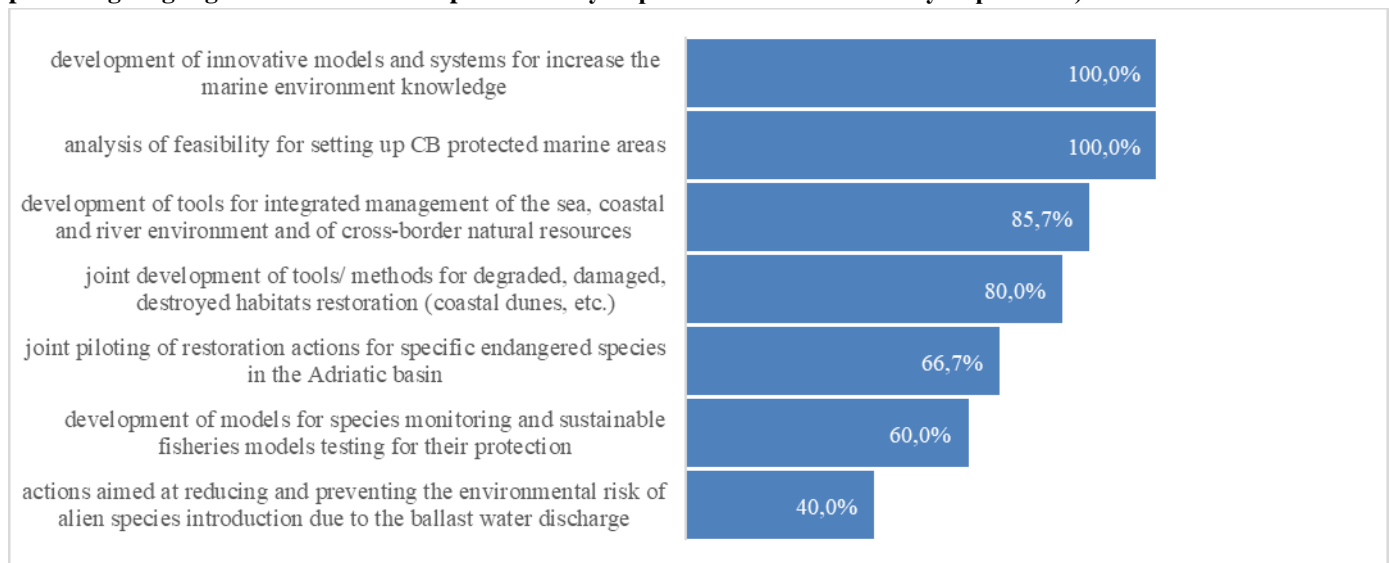 development of innovative models and systems for increase the
marine environment knowledge
100,0%
analysis of feasibility for setting up CB protected marine areas
100,0%
development of tools for integrated management of the sea, coastal
and river environment and of cross-border natural resources
85,7%
joint development of tools/ methods for degraded, damaged,
destroyed habitats restoration (coastal dunes, etc.)
80,0%
joint piloting of restoration actions for specific endangered species
in the Adriatic basin
66,7%
development of models for species monitoring and sustainable
fisheries models testing for their protection
60,0%
actions aimed at reducing and preventing the environmental risk of
alien species introduction due to the ballast water discharge
40,0%